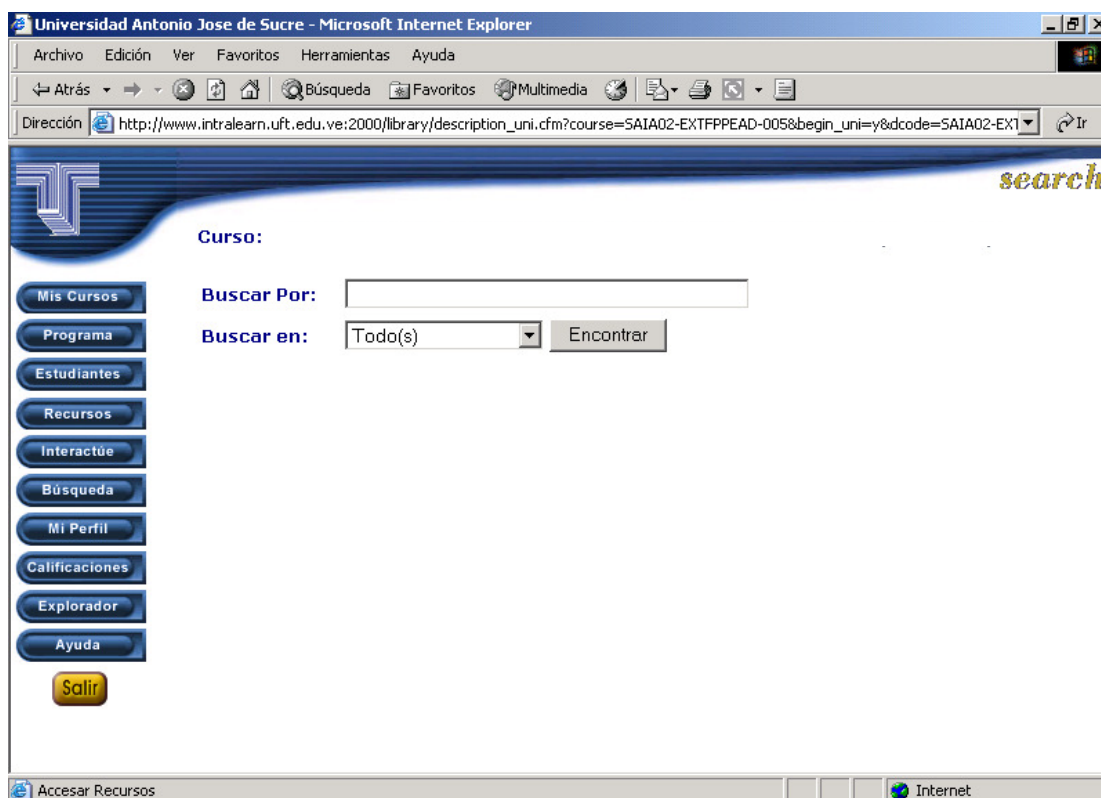 Universidad Antonio Jose de Sucre - Microsoft Internet Explorer
Archivo Edición Ver Favoritos Herramientas Ayuda
Atrás Búsqueda Favoritos Multimedia
Dirección http://www.intralearn.uft.edu.ve:2000/library/description_uni.cfm?course=SAIA02-EXTFPPEAD-005&begin_uni=y&dcode=SAIA02-EXT Ir
search
Curso:
Mis Cursos
Buscar Por:
Programa
Buscar en: Todo(s) Encontrar
Estudiantes
Recursos
Interactúe
Búsqueda
Mi Perfil
Calificaciones
Explorador
Ayuda
Salir
Accesar Recursos Internet